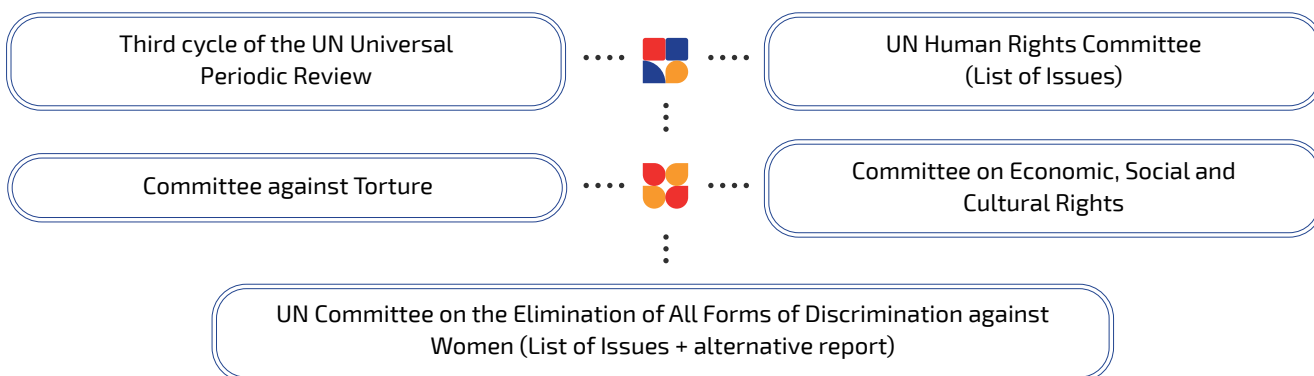 Third cycle of the UN Universal
Periodic Review
UN Human Rights Committee
(List of Issues)
Committee against Torture
Committee on Economic, Social and
Cultural Rights
UN Committee on the Elimination of All Forms of Discrimination against
Women (List of Issues + alternative report)